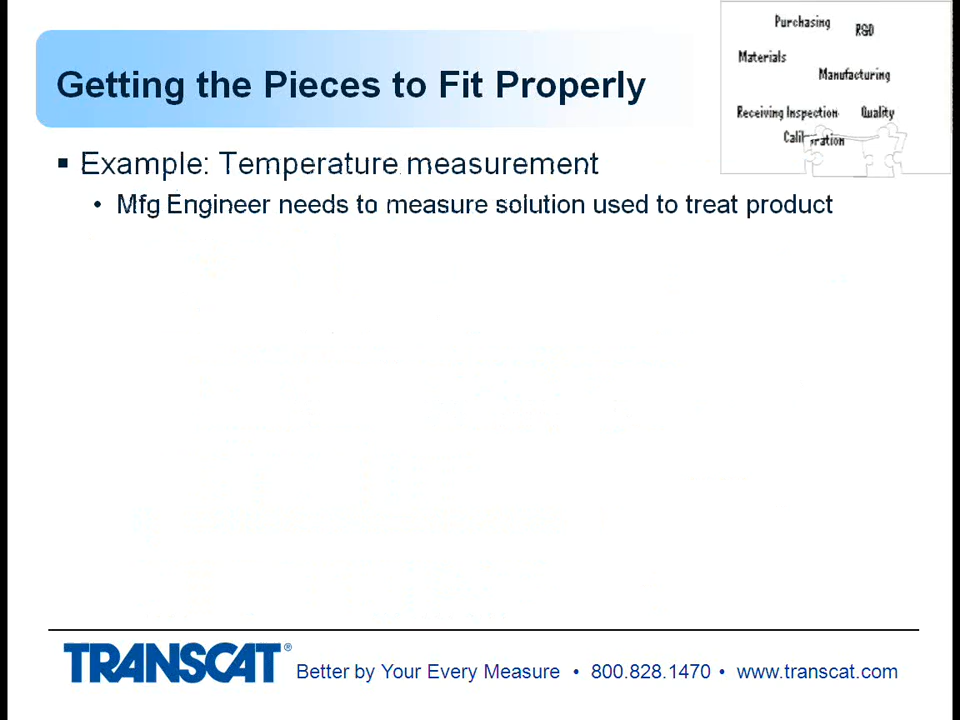 Purchasing
R&D
Materials
Manufacturing
Receiving Inspection
Quality
Calibration
Getting the Pieces to Fit Properly
▪ Example: Temperature measurement
• Mfg Engineer needs to measure solution used to treat product
TRANSCAT® Better by Your Every Measure • 800.828.1470 • www.transcat.com